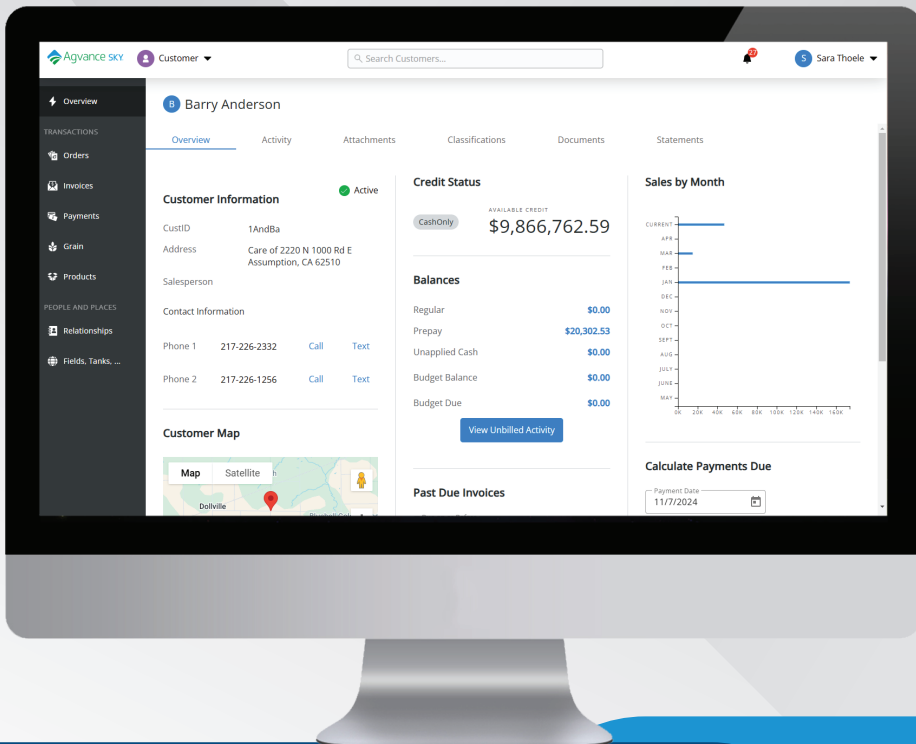 Agvance SKY
Customer
Search Customers...
27
S
Sara Thoele
Overview
TRANSACTIONS
Orders
Invoices
Payments
Grain
Products
PEOPLE AND PLACES
Relationships
Fields, Tanks, ...
B
Barry Anderson
Overview
Activity
Attachments
Classifications
Documents
Statements
Customer Information
Active
CustID
1AndBa
Address
Care of 2220 N 1000 Rd E
Assumption, CA 62510
Salesperson
Contact Information
Phone 1
217-226-2332
Call
Text
Phone 2
217-226-1256
Call
Text
Customer Map
Map
Satellite
Dollville
Credit Status
CashOnly
AVAILABLE CREDIT
$9,866,762.59
Balances
Regular
$0.00
Prepay
$20,302.53
Unapplied Cash
$0.00
Budget Balance
$0.00
Budget Due
$0.00
View Unbilled Activity
Past Due Invoices
Sales by Month
CURRENT
APR
MAR
FEB
JAN
DEC
NOV
OCT
SEPT
AUG
JULY
JUNE
MAY
0K 20K 40K 60K 80K 100K 120K 140K 160K
Calculate Payments Due
Payment Date
11/7/2024